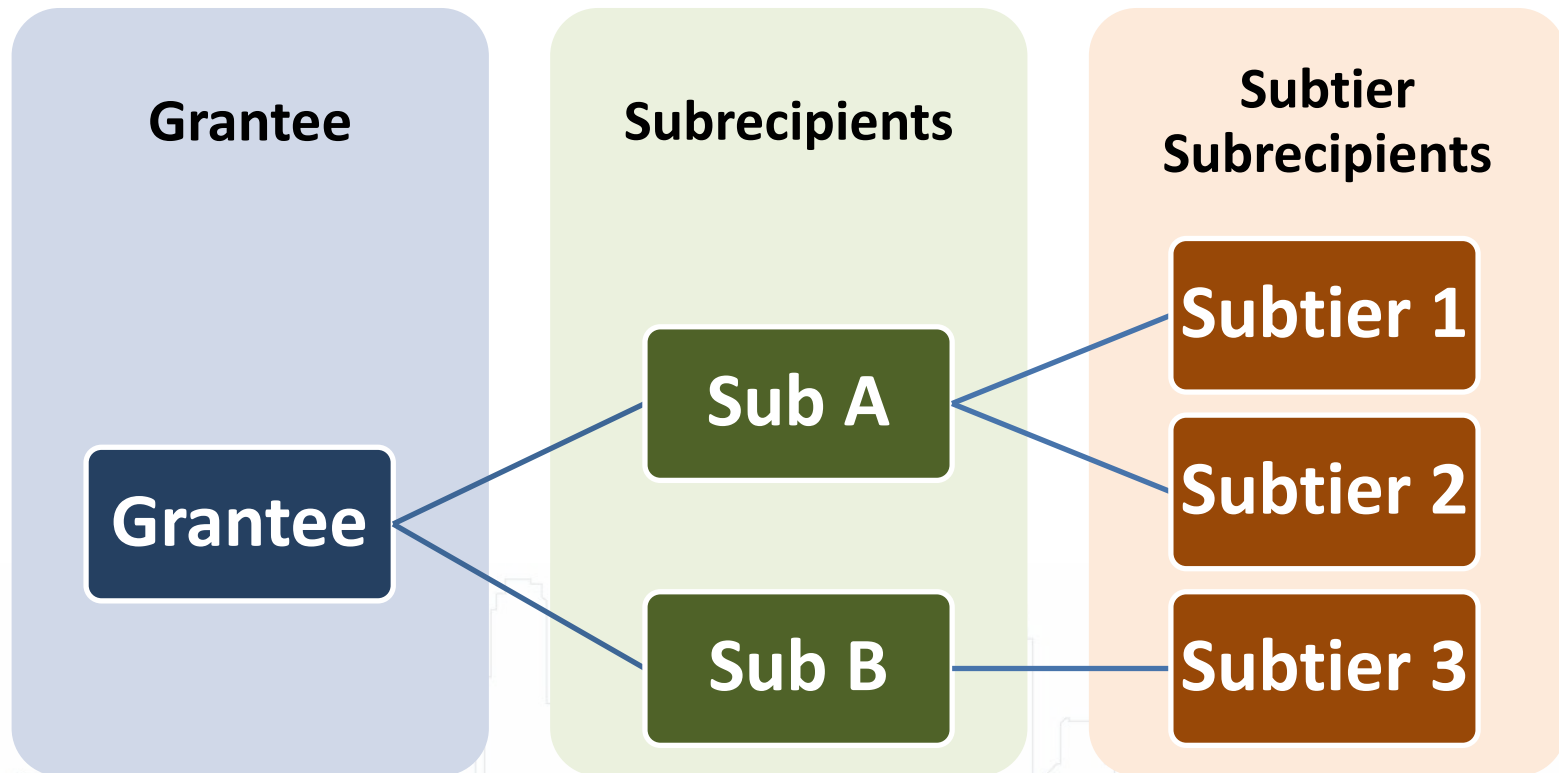 Grantee
Subrecipients
Subtier
Subrecipients
Grantee
Sub A
Sub B
Subtier 1
Subtier 2
Subtier 3